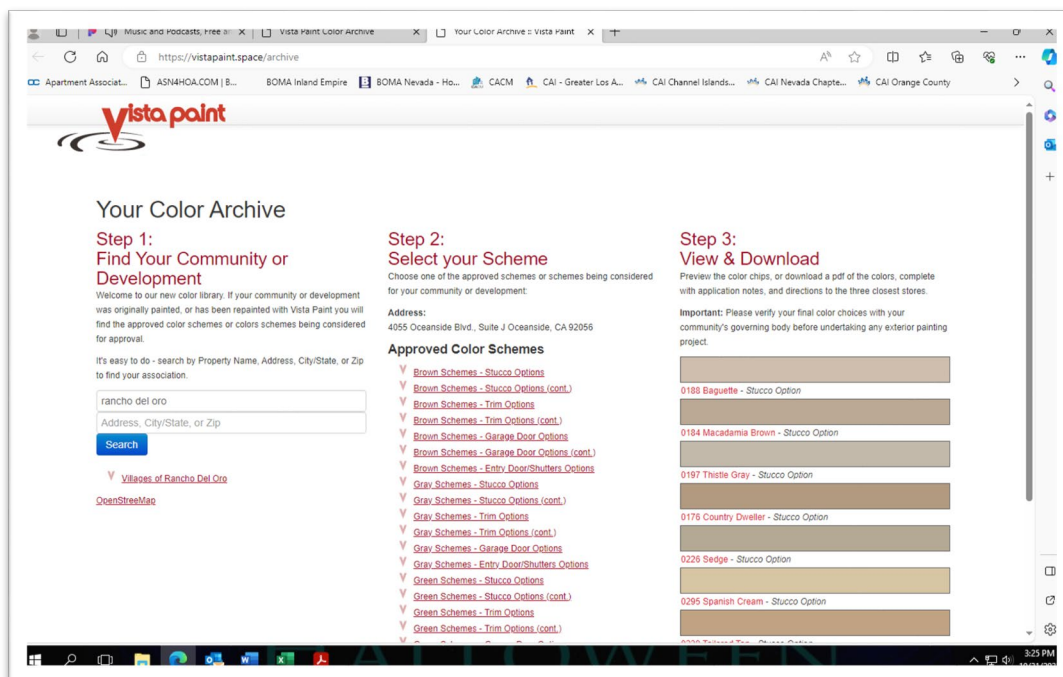 Music and Podcasts, Free a
Vista Paint Color Archive
Your Color Archive :: Vista Paint
https://vistapaint.space/archive
Apartment Associat...
ASN4HOA.COM | B...
BOMA Inland Empire
BOMA Nevada - Ho...
CACM
CAI - Greater Los A...
CAI Channel Islands...
CAI Nevada Chapte...
CAI Orange County
vista paint
Your Color Archive
Step 1:
Find Your Community or
Development
Welcome to our new color library. If your community or development
was originally painted, or has been repainted with Vista Paint you will
find the approved color schemes or colors schemes being considered
for approval.
It's easy to do - search by Property Name, Address, City/State, or Zip
to find your association.
rancho del oro
Address, City/State, or Zip
Search
Villages of Rancho Del Oro
OpenStreetMap
Step 2:
Select your Scheme
Choose one of the approved schemes or schemes being considered
for your community or development:
Address:
4055 Oceanside Blvd., Suite J Oceanside, CA 92056
Approved Color Schemes
Brown Schemes - Stucco Options
Brown Schemes - Stucco Options (cont.)
Brown Schemes - Trim Options
Brown Schemes - Trim Options (cont.)
Brown Schemes - Garage Door Options
Brown Schemes - Garage Door Options (cont.)
Brown Schemes - Entry Door/Shutters Options
Gray Schemes - Stucco Options
Gray Schemes - Stucco Options (cont.)
Gray Schemes - Trim Options
Gray Schemes - Trim Options (cont.)
Gray Schemes - Garage Door Options
Gray Schemes - Entry Door/Shutters Options
Green Schemes - Stucco Options
Green Schemes - Stucco Options (cont.)
Green Schemes - Trim Options
Green Schemes - Trim Options (cont.)
Step 3:
View & Download
Preview the color chips, or download a pdf of the colors, complete
with application notes, and directions to the three closest stores.
Important: Please verify your final color choices with your
community's governing body before undertaking any exterior painting
project.
0188 Baguette - Stucco Option
0184 Macadamia Brown - Stucco Option
0197 Thistle Gray - Stucco Option
0176 Country Dweller - Stucco Option
0226 Sedge - Stucco Option
0295 Spanish Cream - Stucco Option
3:25 PM